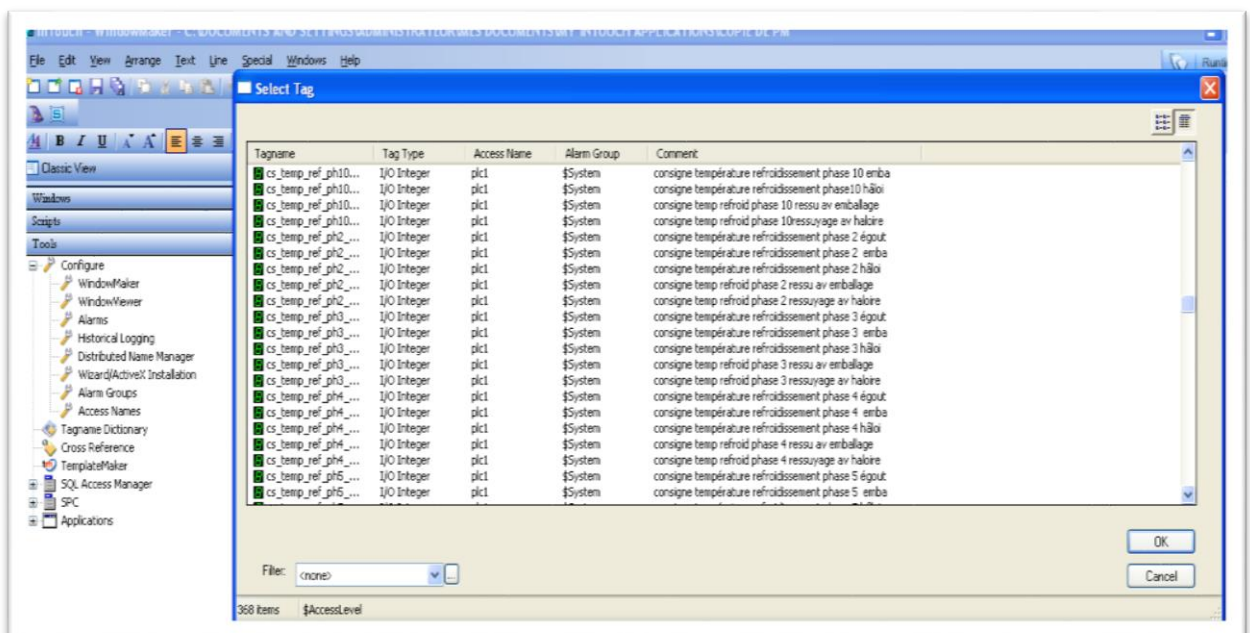 InTouch - WindowMaker - C:\DOCUMENTS AND SETTINGS\ADMINISTRATEUR\MES DOCUMENTS\MY INTOUCH APPLICATIONS\COPIE DE PM
File Edit View Arrange Text Line Special Windows Help
Select Tag
B I U A A
Classic View
Windows
Scripts
Tools
Configure
WindowMaker
WindowViewer
Alarms
Historical Logging
Distributed Name Manager
Wizard/ActiveX Installation
Alarm Groups
Access Names
Tagname Dictionary
Cross Reference
TemplateMaker
SQL Access Manager
SPC
Applications
Tagname Tag Type Access Name Alarm Group Comment
cs_temp_ref_ph10... I/O Integer plc1 $System consigne température refroidissement phase 10 emba
cs_temp_ref_ph10... I/O Integer plc1 $System consigne température refroidissement phase10 hâloi
cs_temp_ref_ph10... I/O Integer plc1 $System consigne temp refroid phase 10 ressu av emballage
cs_temp_ref_ph10... I/O Integer plc1 $System consigne temp refroid phase 10ressuyage av haloire
cs_temp_ref_ph2_... I/O Integer plc1 $System consigne température refroidissement phase 2 égout
cs_temp_ref_ph2_... I/O Integer plc1 $System consigne température refroidissement phase 2 emba
cs_temp_ref_ph2_... I/O Integer plc1 $System consigne température refroidissement phase 2 hâloi
cs_temp_ref_ph2_... I/O Integer plc1 $System consigne temp refroid phase 2 ressu av emballage
cs_temp_ref_ph2_... I/O Integer plc1 $System consigne temp refroid phase 2 ressuyage av haloire
cs_temp_ref_ph3_... I/O Integer plc1 $System consigne température refroidissement phase 3 égout
cs_temp_ref_ph3_... I/O Integer plc1 $System consigne température refroidissement phase 3 emba
cs_temp_ref_ph3_... I/O Integer plc1 $System consigne température refroidissement phase 3 hâloi
cs_temp_ref_ph3_... I/O Integer plc1 $System consigne temp refroid phase 3 ressu av emballage
cs_temp_ref_ph3_... I/O Integer plc1 $System consigne temp refroid phase 3 ressuyage av haloire
cs_temp_ref_ph4_... I/O Integer plc1 $System consigne température refroidissement phase 4 égout
cs_temp_ref_ph4_... I/O Integer plc1 $System consigne température refroidissement phase 4 emba
cs_temp_ref_ph4_... I/O Integer plc1 $System consigne température refroidissement phase 4 hâloi
cs_temp_ref_ph4_... I/O Integer plc1 $System consigne temp refroid phase 4 ressu av emballage
cs_temp_ref_ph4_... I/O Integer plc1 $System consigne temp refroid phase 4 ressuyage av haloire
cs_temp_ref_ph5_... I/O Integer plc1 $System consigne température refroidissement phase 5 égout
cs_temp_ref_ph5_... I/O Integer plc1 $System consigne température refroidissement phase 5 emba
OK
Filter: <none> ...
Cancel
368 items $AccessLevel